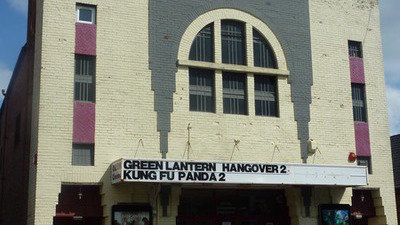 GREEN LANTERN HANGOVER 2
KUNG FU PANDA 2